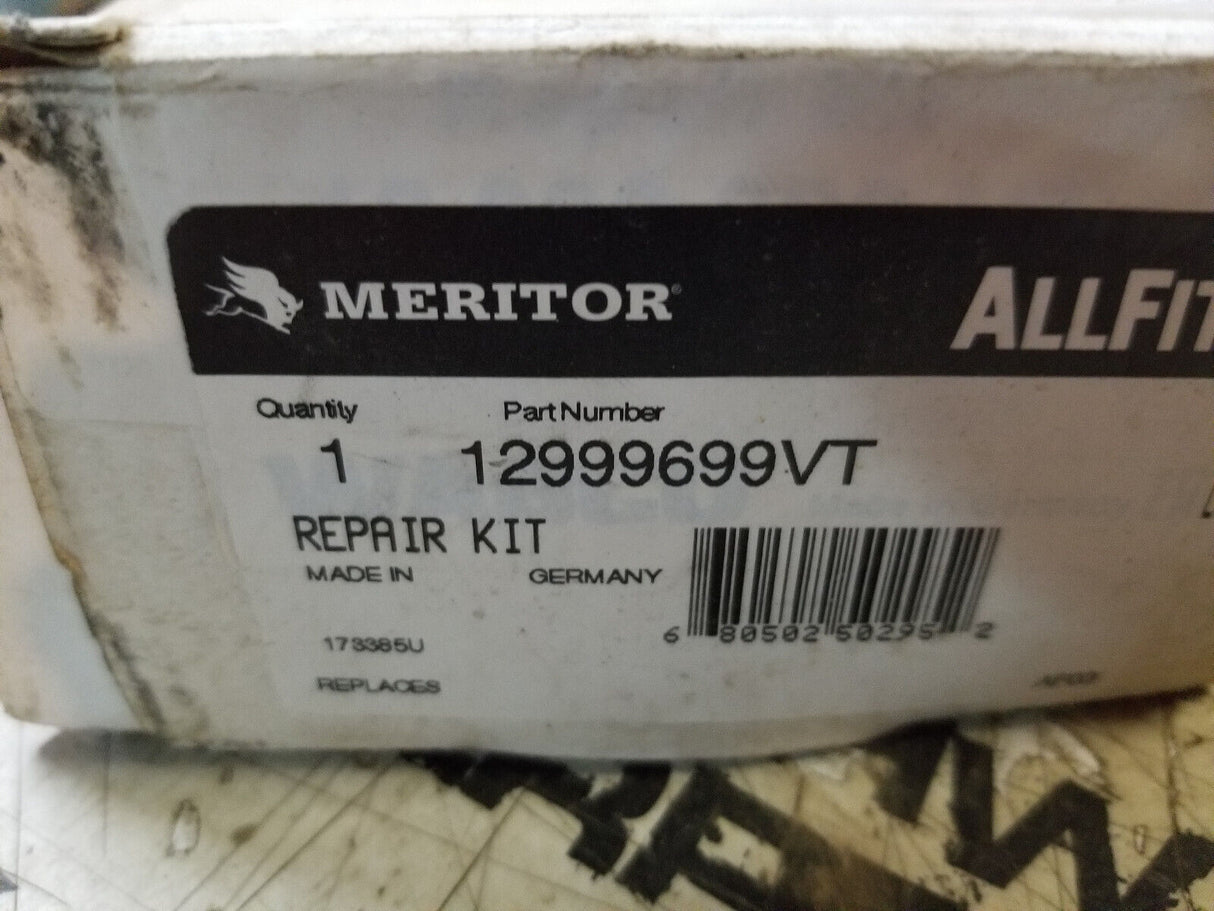 MERITOR® ALLFIT
Quantity Part Number
1 12999699VT
REPAIR KIT
MADE IN GERMANY
6 80502 50295 2
173385U
REPLACES